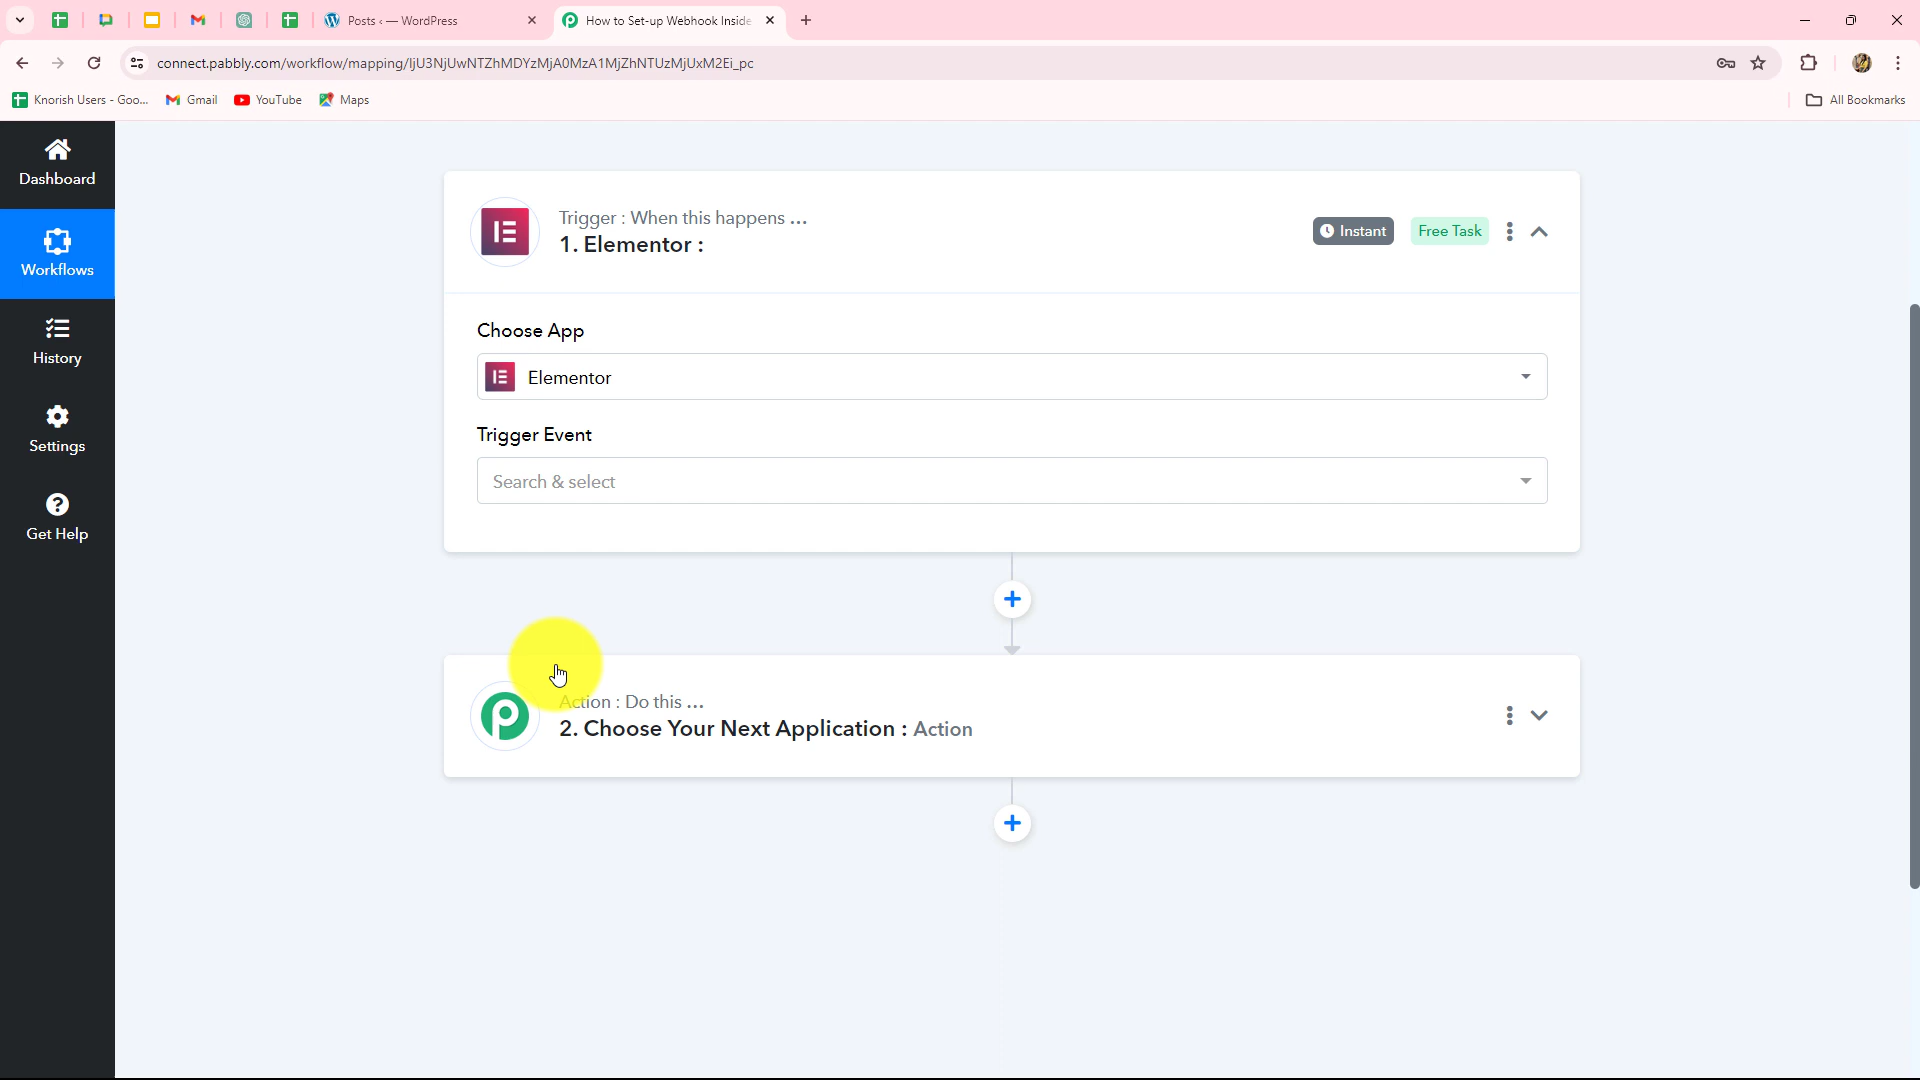 Posts ‹ — WordPress
How to Set-up Webhook Inside
connect.pabbly.com/workflow/mapping/IjU3NjUwNTZhMDYzMjA0MzA1MjZhNTUzMjUxM2Ei_pc
Knorish Users - Goo...
Gmail
YouTube
Maps
All Bookmarks
Dashboard
Workflows
History
Settings
Get Help
Trigger : When this happens ...
1. Elementor :
Instant
Free Task
Choose App
Elementor
Trigger Event
Search & select
Action : Do this ...
2. Choose Your Next Application : Action